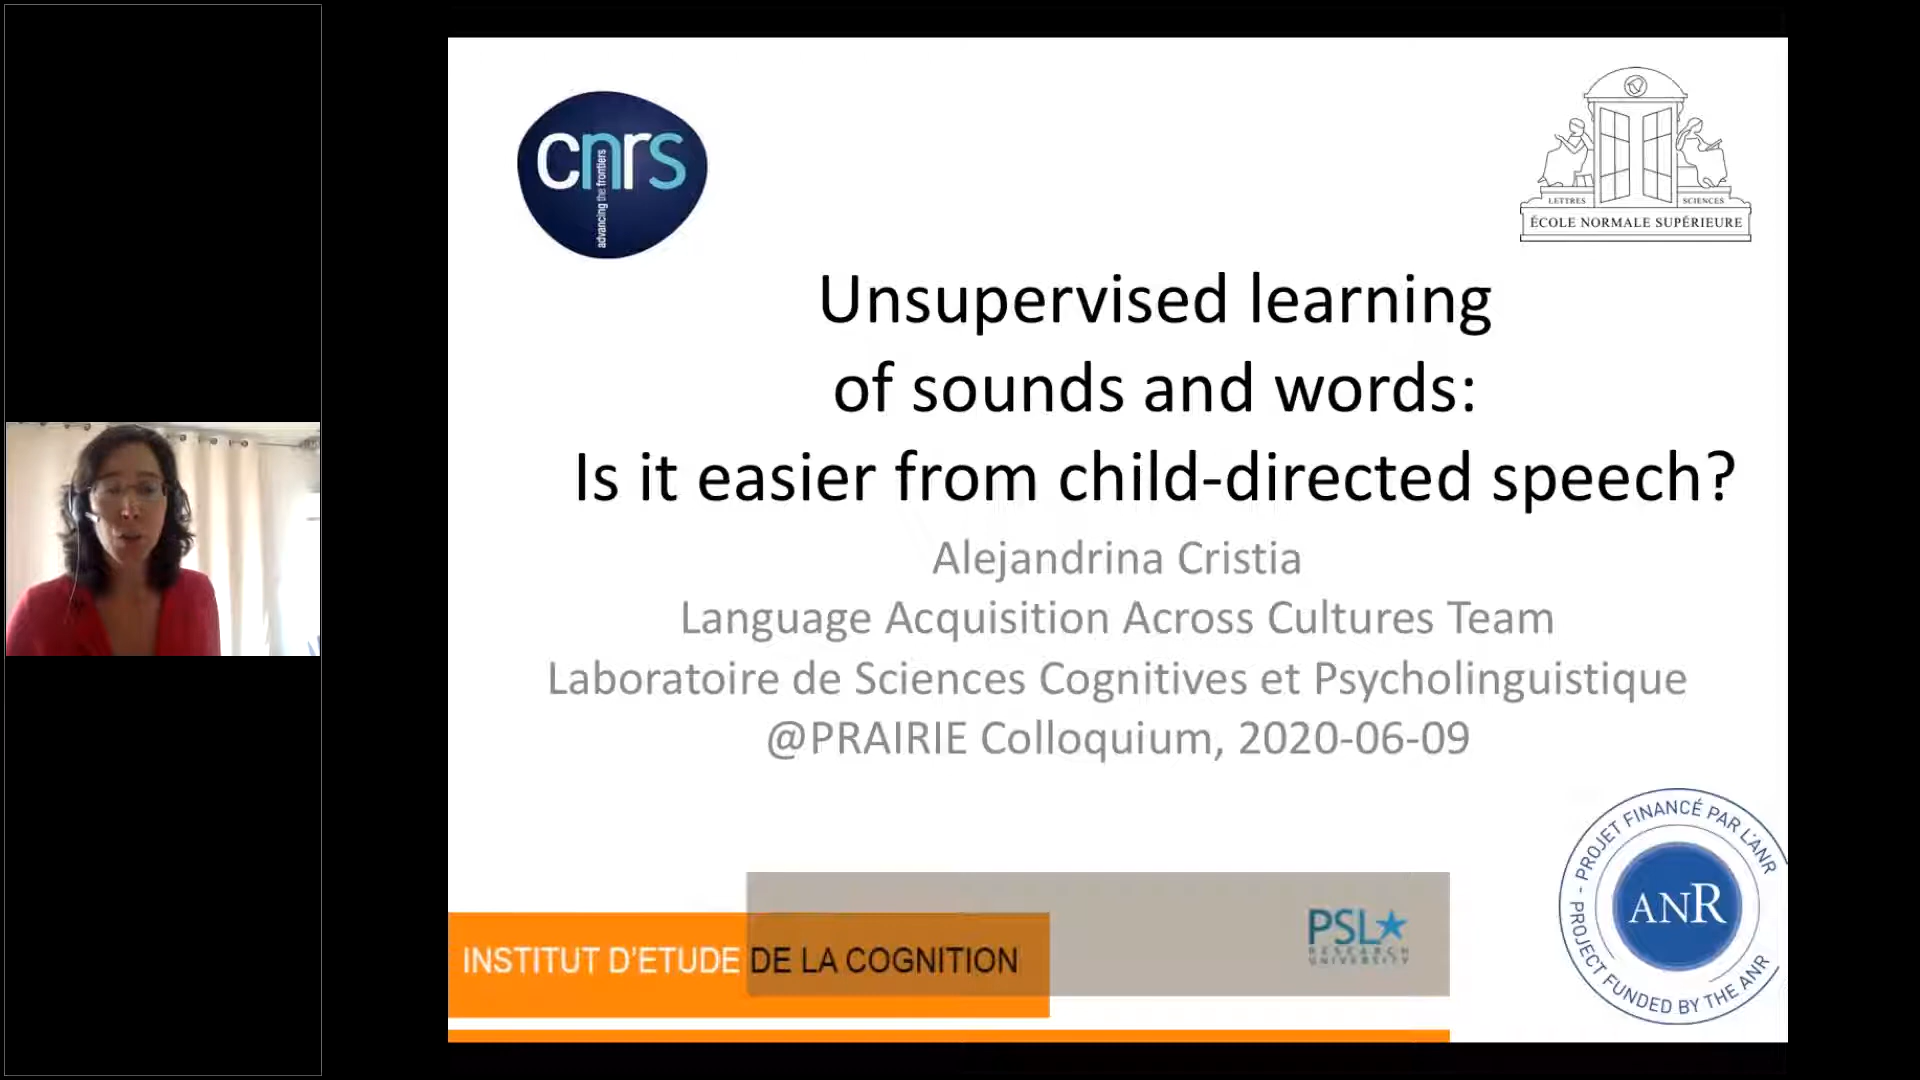 cnrs
advancing the frontiers
LETTRES
SCIENCES
ÉCOLE NORMALE SUPÉRIEURE
Unsupervised learning
of sounds and words:
Is it easier from child-directed speech?
Alejandrina Cristia
Language Acquisition Across Cultures Team
Laboratoire de Sciences Cognitives et Psycholinguistique
@PRAIRIE Colloquium, 2020-06-09
- PROJET FINANCÉ PAR L'ANR
ANR
PROJECT FUNDED BY THE ANR
PSL
RESEARCH
UNIVERSITY
INSTITUT D'ETUDE DE LA COGNITION